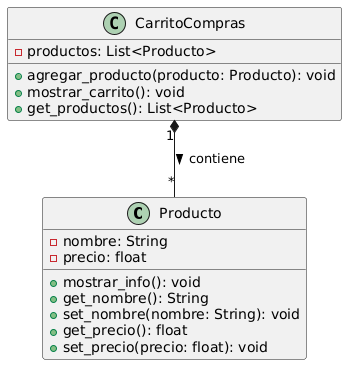 C CarritoCompras
productos: List<Producto>
agregar_producto(producto: Producto): void
mostrar_carrito(): void
get_productos(): List<Producto>
1
contiene
*
C Producto
nombre: String
precio: float
mostrar_info(): void
get_nombre(): String
set_nombre(nombre: String): void
get_precio(): float
set_precio(precio: float): void